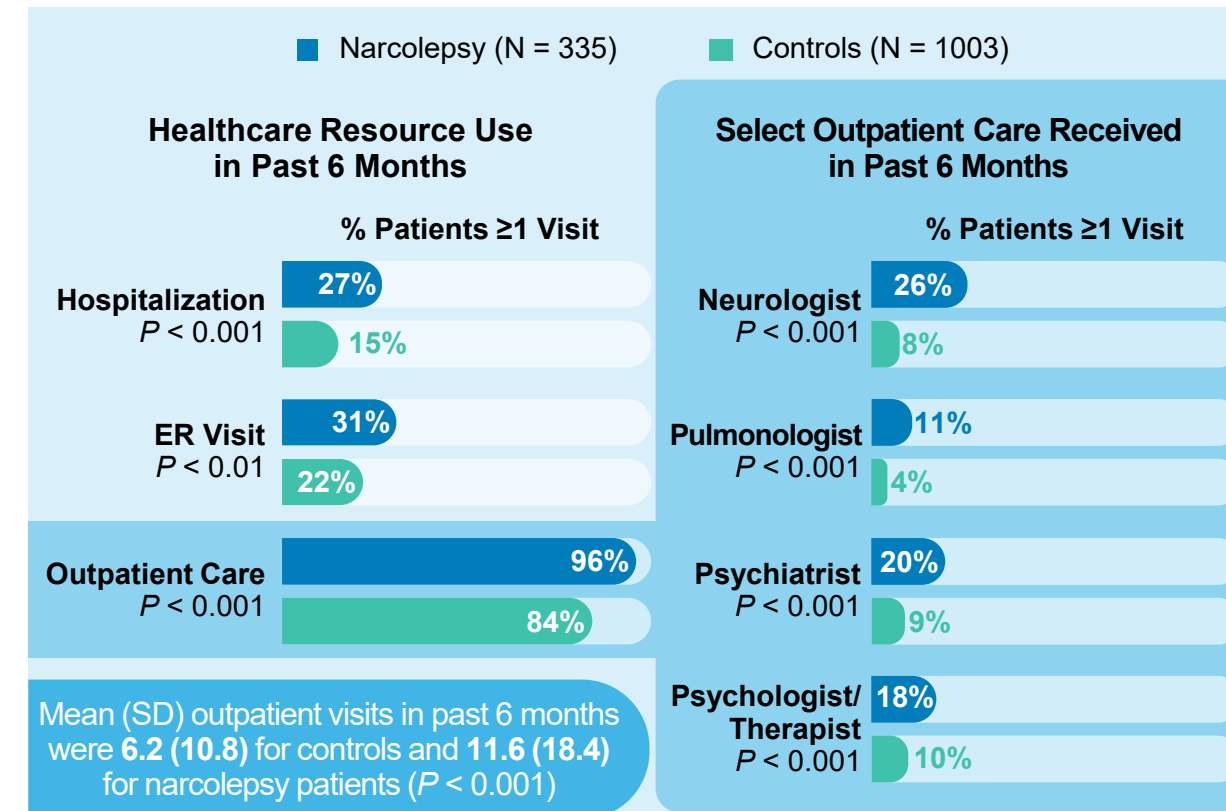 Narcolepsy (N = 335)
Controls (N = 1003)
Healthcare Resource Use
in Past 6 Months
% Patients ≥1 Visit
Hospitalization
P < 0.001
27%
15%
ER Visit
P < 0.01
31%
22%
Outpatient Care
P < 0.001
96%
84%
Mean (SD) outpatient visits in past 6 months
were 6.2 (10.8) for controls and 11.6 (18.4)
for narcolepsy patients (P < 0.001)
Select Outpatient Care Received
in Past 6 Months
% Patients ≥1 Visit
Neurologist
P < 0.001
26%
8%
Pulmonologist
P < 0.001
11%
4%
Psychiatrist
P < 0.001
20%
9%
Psychologist/
Therapist
P < 0.001
18%
10%